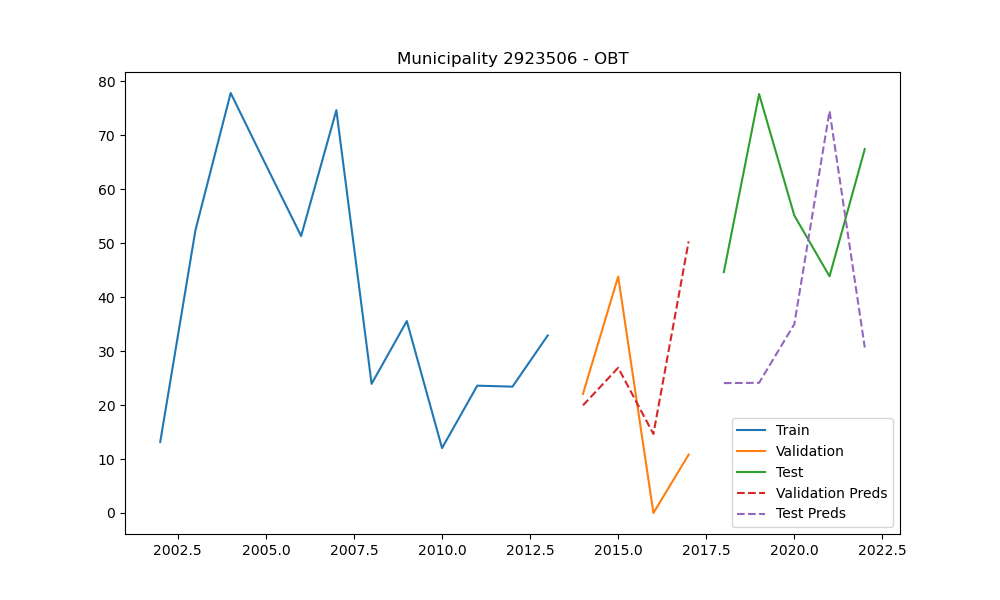 Municipality 2923506 - OBT
80
70
60
50
40
30
20
10
0
2002.5 2005.0 2007.5 2010.0 2012.5 2015.0 2017.5 2020.0 2022.5
Train
Validation
Test
Validation Preds
Test Preds